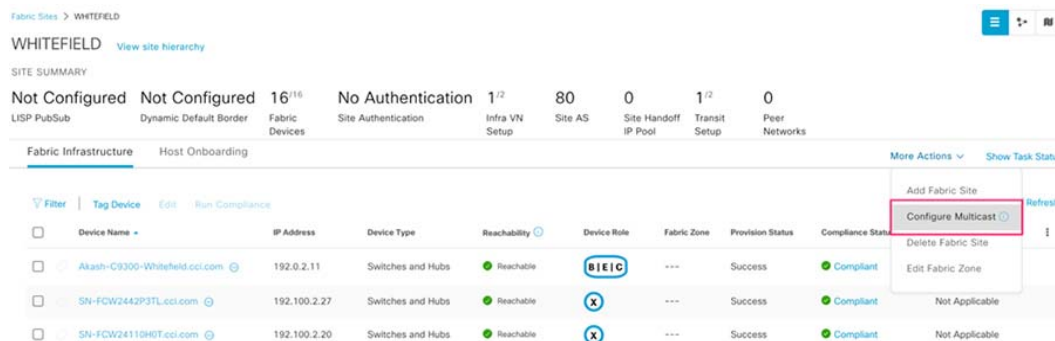 Fabric Sites > WHITEFIELD
WHITEFIELD View site hierarchy
SITE SUMMARY
Not Configured Not Configured 16/16 No Authentication 1/2 80 0 1/2 0
LISP PubSub Dynamic Default Border Fabric Devices Site Authentication Infra VN Setup Site AS Site Handoff IP Pool Transit Setup Peer Networks
Fabric Infrastructure Host Onboarding More Actions Show Task Statu
Add Fabric Site
Filter Tag Device Edit Run Compliance Refresh
Configure Multicast
Device Name IP Address Device Type Reachability Device Role Fabric Zone Provision Status Compliance Statu
Delete Fabric Site
Edit Fabric Zone
Akash-C9300-Whitefield.cci.com 192.0.2.11 Switches and Hubs Reachable B|E|C --- Success Compliant
SN-FCW2442P3TL.cci.com 192.100.2.27 Switches and Hubs Reachable X --- Success Compliant Not Applicable
SN-FCW24110H0T.cci.com 192.100.2.20 Switches and Hubs Reachable X --- Success Compliant Not Applicable